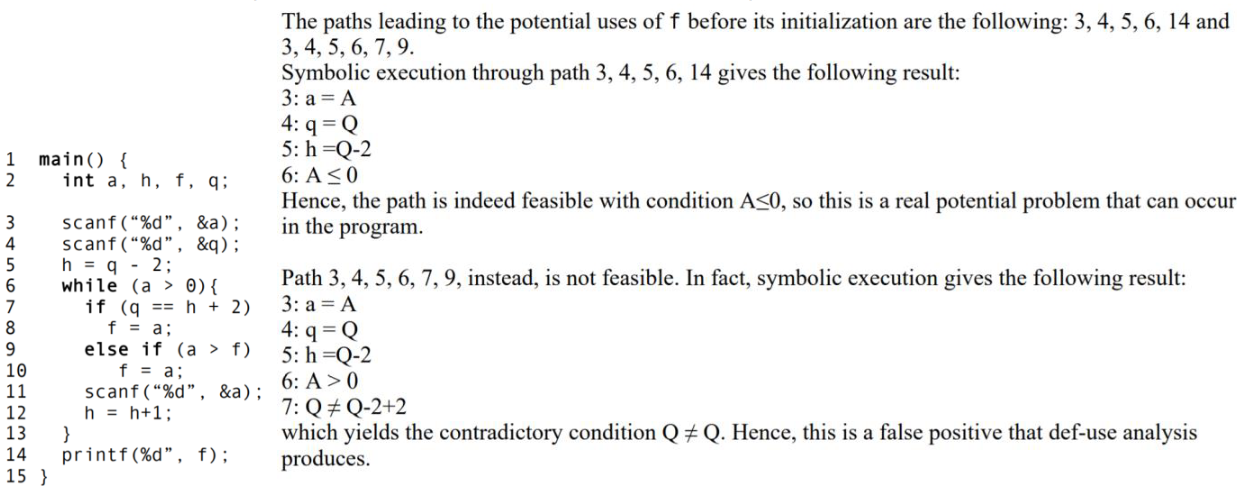 1 main() {
2 int a, h, f, q;
3 scanf(“%d”, &a);
4 scanf(“%d”, &q);
5 h = q - 2;
6 while (a > 0){
7 if (q == h + 2)
8 f = a;
9 else if (a > f)
10 f = a;
11 scanf(“%d”, &a);
12 h = h+1;
13 }
14 printf(%d”, f);
15 }
The paths leading to the potential uses of f before its initialization are the following: 3, 4, 5, 6, 14 and
3, 4, 5, 6, 7, 9.
Symbolic execution through path 3, 4, 5, 6, 14 gives the following result:
3: a = A
4: q = Q
5: h =Q-2
6: A ≤ 0
Hence, the path is indeed feasible with condition A≤0, so this is a real potential problem that can occur
in the program.
Path 3, 4, 5, 6, 7, 9, instead, is not feasible. In fact, symbolic execution gives the following result:
3: a = A
4: q = Q
5: h =Q-2
6: A > 0
7: Q ≠ Q-2+2
which yields the contradictory condition Q ≠ Q. Hence, this is a false positive that def-use analysis
produces.